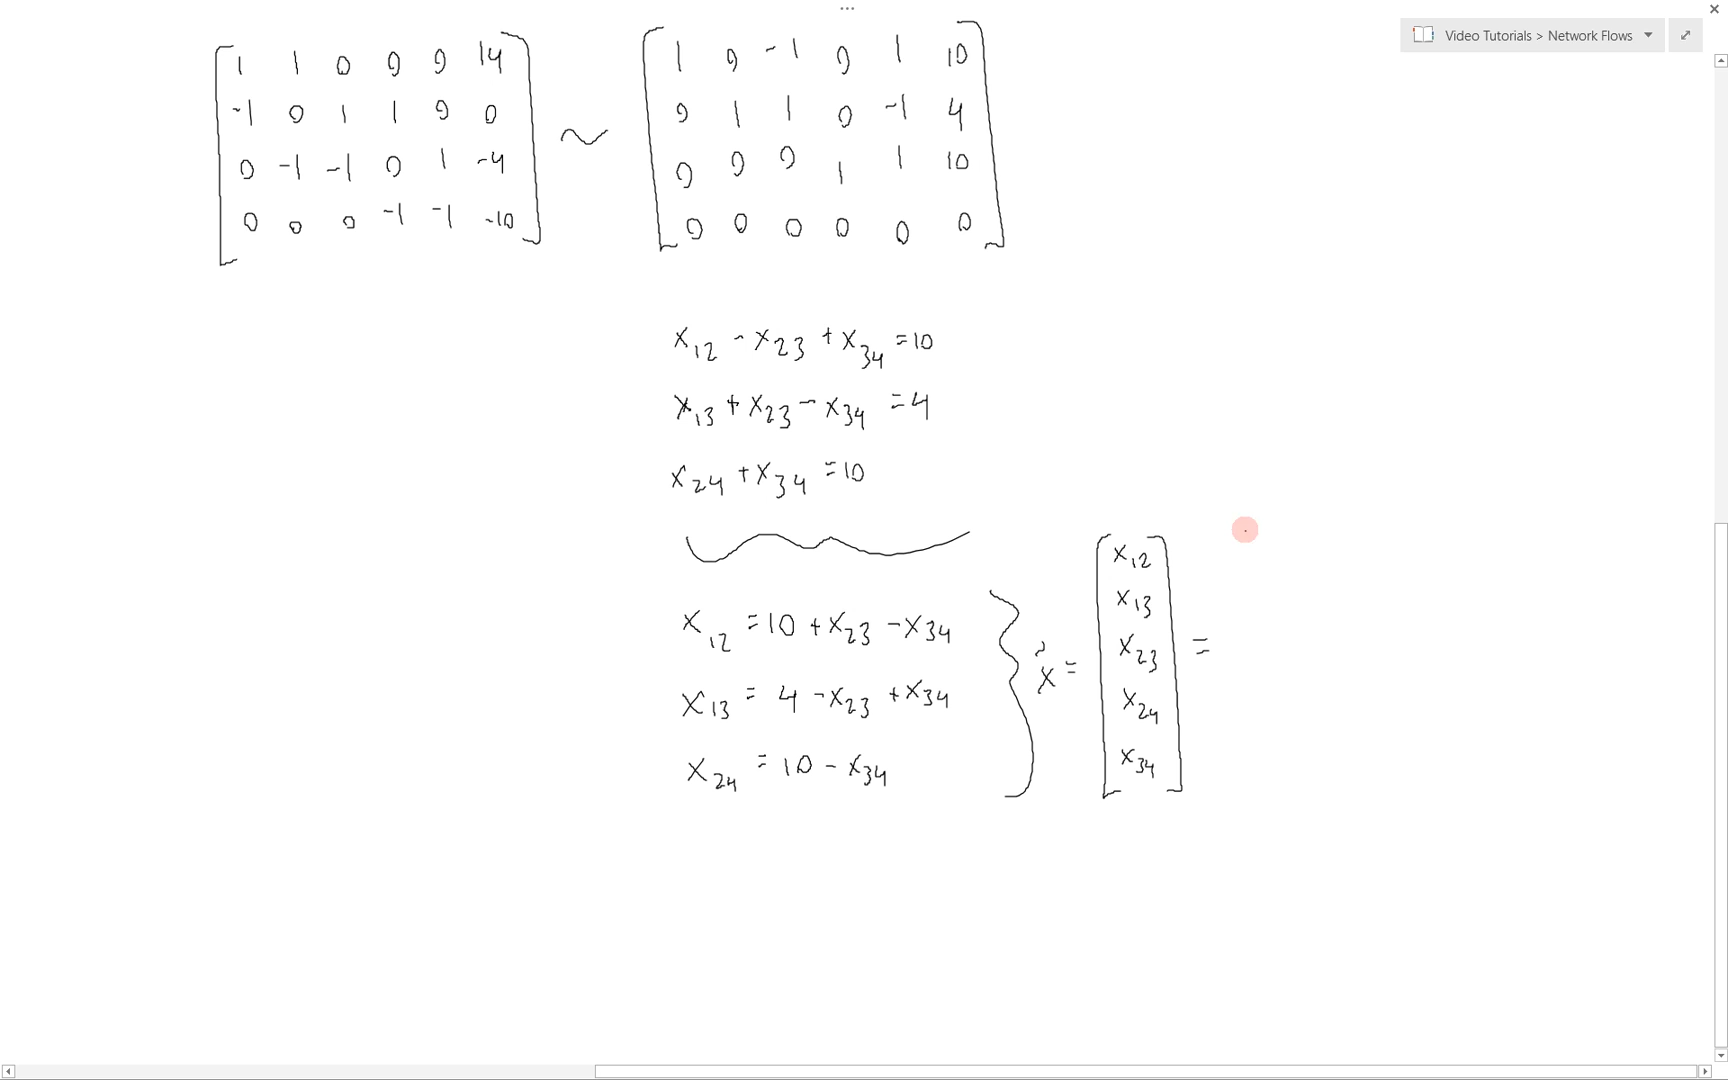 Video Tutorials > Network Flows
1 1 0 0 0 14
-1 0 1 1 0 0
0 -1 -1 0 1 -4
0 0 0 -1 -1 -10
~
1 0 -1 0 1 10
0 1 1 0 -1 4
0 0 0 1 1 10
0 0 0 0 0 0
x₁₂ - x₂₃ + x₃₄ = 10
x₁₃ + x₂₃ - x₃₄ = 4
x₂₄ + x₃₄ = 10
x₁₂ = 10 + x₂₃ - x₃₄
x₁₃ = 4 - x₂₃ + x₃₄
x₂₄ = 10 - x₃₄
x⃗ =
x₁₂
x₁₃
x₂₃
x₂₄
x₃₄
=